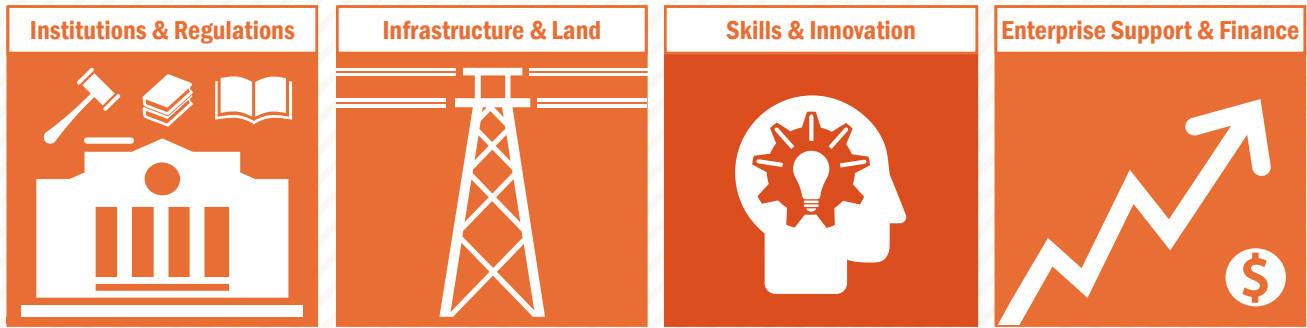 Institutions & Regulations
Infrastructure & Land
Skills & Innovation
Enterprise Support & Finance
$